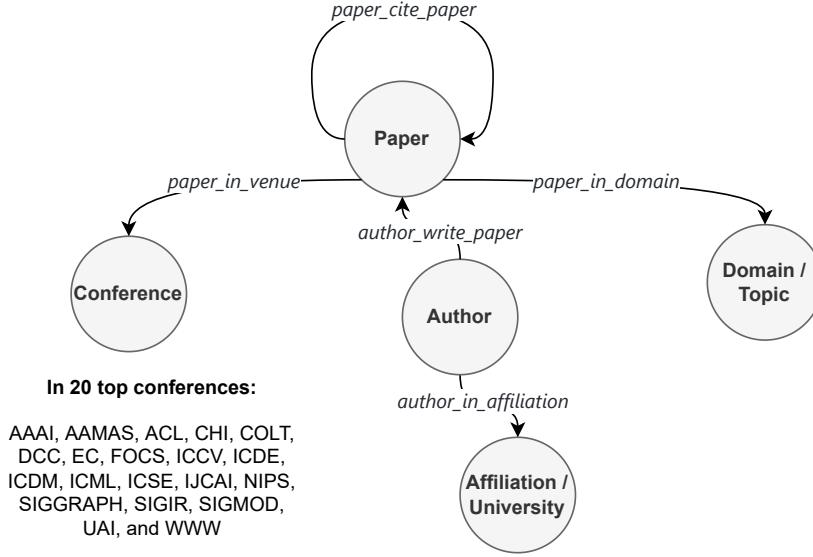 paper_cite_paper
Paper
paper_in_venue
paper_in_domain
author_write_paper
Conference
Domain /
Topic
Author
In 20 top conferences:
author_in_affiliation
AAAI, AAMAS, ACL, CHI, COLT,
DCC, EC, FOCS, ICCV, ICDE,
ICDM, ICML, ICSE, IJCAI, NIPS,
SIGGRAPH, SIGIR, SIGMOD,
UAI, and WWW
Affiliation /
University